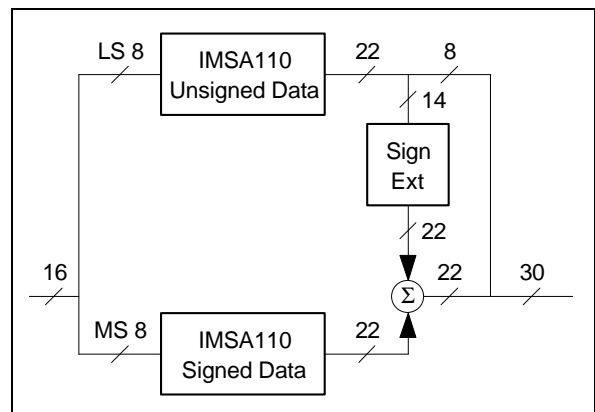 LS 8
IMSA110
Unsigned Data
22
8
14
Sign
Ext
22
16
Σ
22
30
MS 8
IMSA110
Signed Data
22